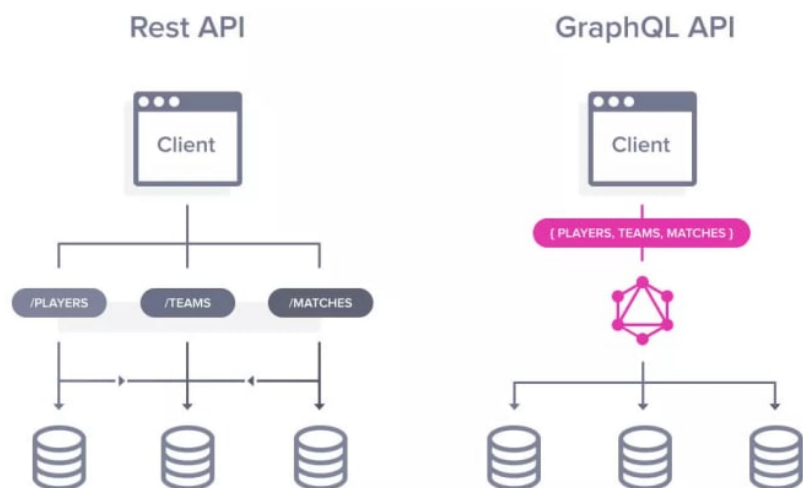 Rest API
GraphQL API
Client
Client
{ PLAYERS, TEAMS, MATCHES }
/PLAYERS
/TEAMS
/MATCHES